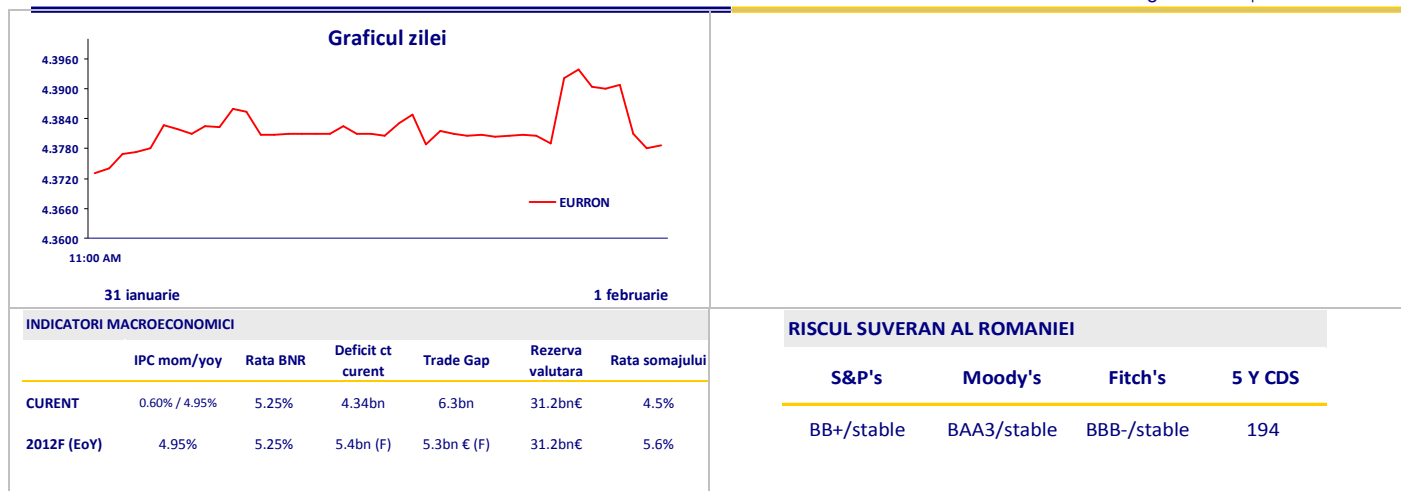 Graficul zilei
4.3960
4.3900
4.3840
4.3780
4.3720
4.3660
4.3600
EURRON
11:00 AM
31 ianuarie 1 februarie
INDICATORI MACROECONOMICI
IPC mom/yoy Rata BNR Deficit ct curent Trade Gap Rezerva valutara Rata somajului
CURENT 0.60% / 4.95% 5.25% 4.34bn 6.3bn 31.2bn€ 4.5%
2012F (EoY) 4.95% 5.25% 5.4bn (F) 5.3bn € (F) 31.2bn€ 5.6%
RISCUL SUVERAN AL ROMANIEI
S&P's Moody's Fitch's 5 Y CDS
BB+/stable BAA3/stable BBB-/stable 194